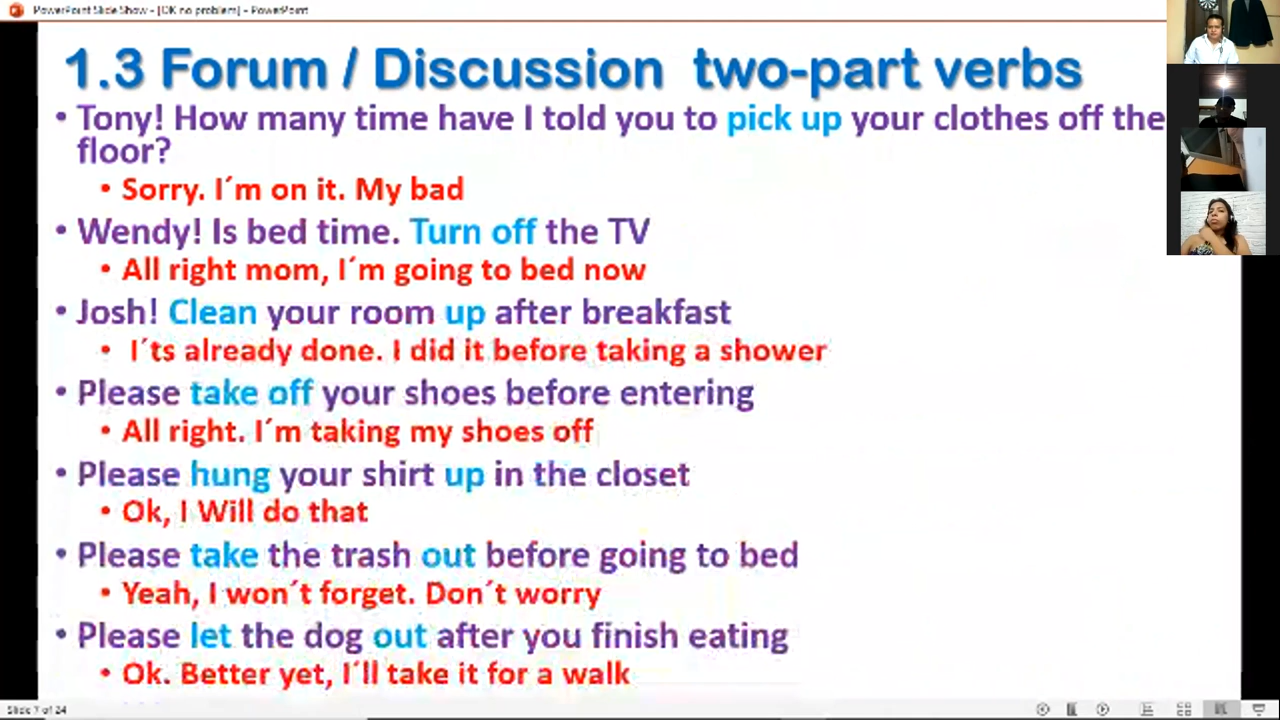 PowerPoint Slide Show - [OK no problem] - PowerPoint
1.3 Forum / Discussion two-part verbs
• Tony! How many time have I told you to pick up your clothes off the
floor?
• Sorry. I´m on it. My bad
• Wendy! Is bed time. Turn off the TV
• All right mom, I´m going to bed now
• Josh! Clean your room up after breakfast
• I´ts already done. I did it before taking a shower
• Please take off your shoes before entering
• All right. I´m taking my shoes off
• Please hung your shirt up in the closet
• Ok, I Will do that
• Please take the trash out before going to bed
• Yeah, I won´t forget. Don´t worry
• Please let the dog out after you finish eating
• Ok. Better yet, I´ll take it for a walk
Slide 7 of 24